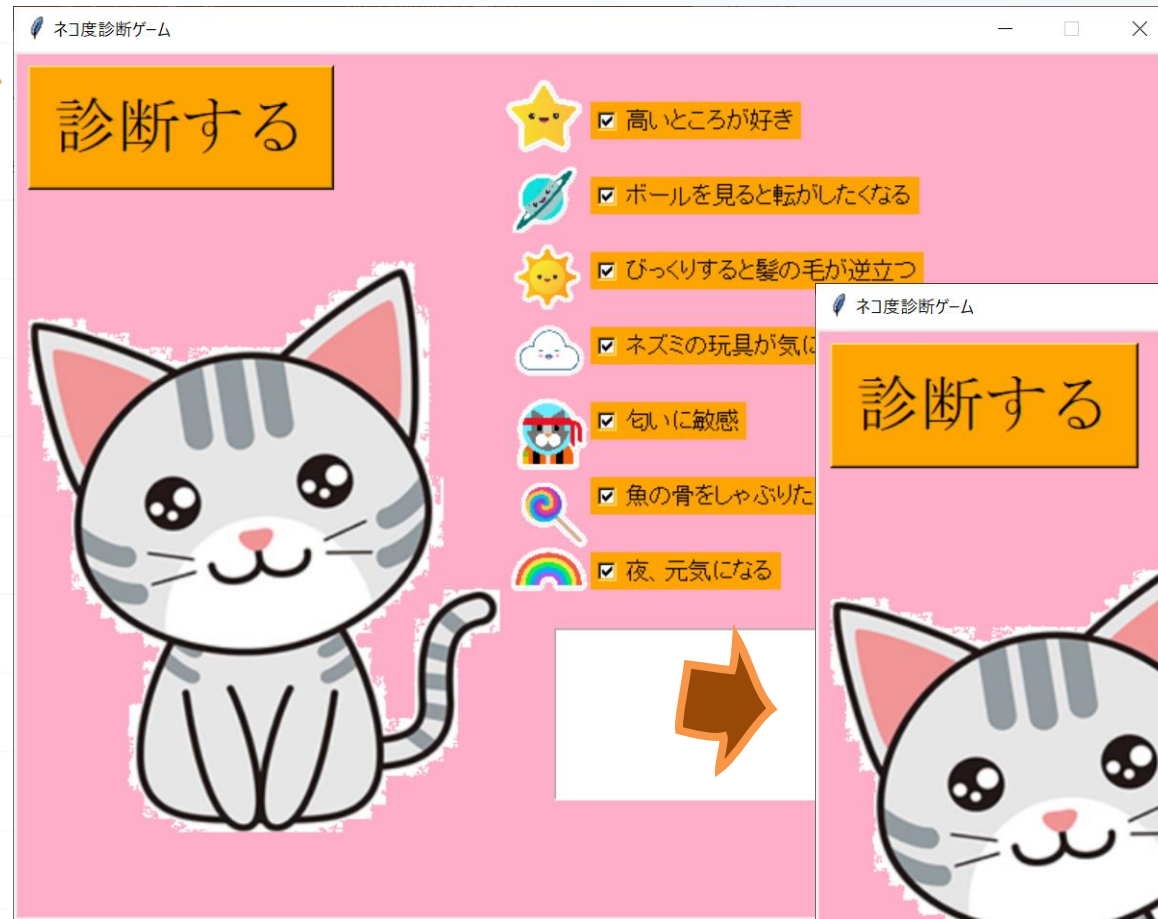 ネコ度診断ゲーム
診断する
高いところが好き
ボールを見ると転がしたくなる
びっくりすると髪の毛が逆立つ
ネズミの玩具が気に
匂いに敏感
魚の骨をしゃぶりた
夜、元気になる
ネコ度診断ゲーム
診断する